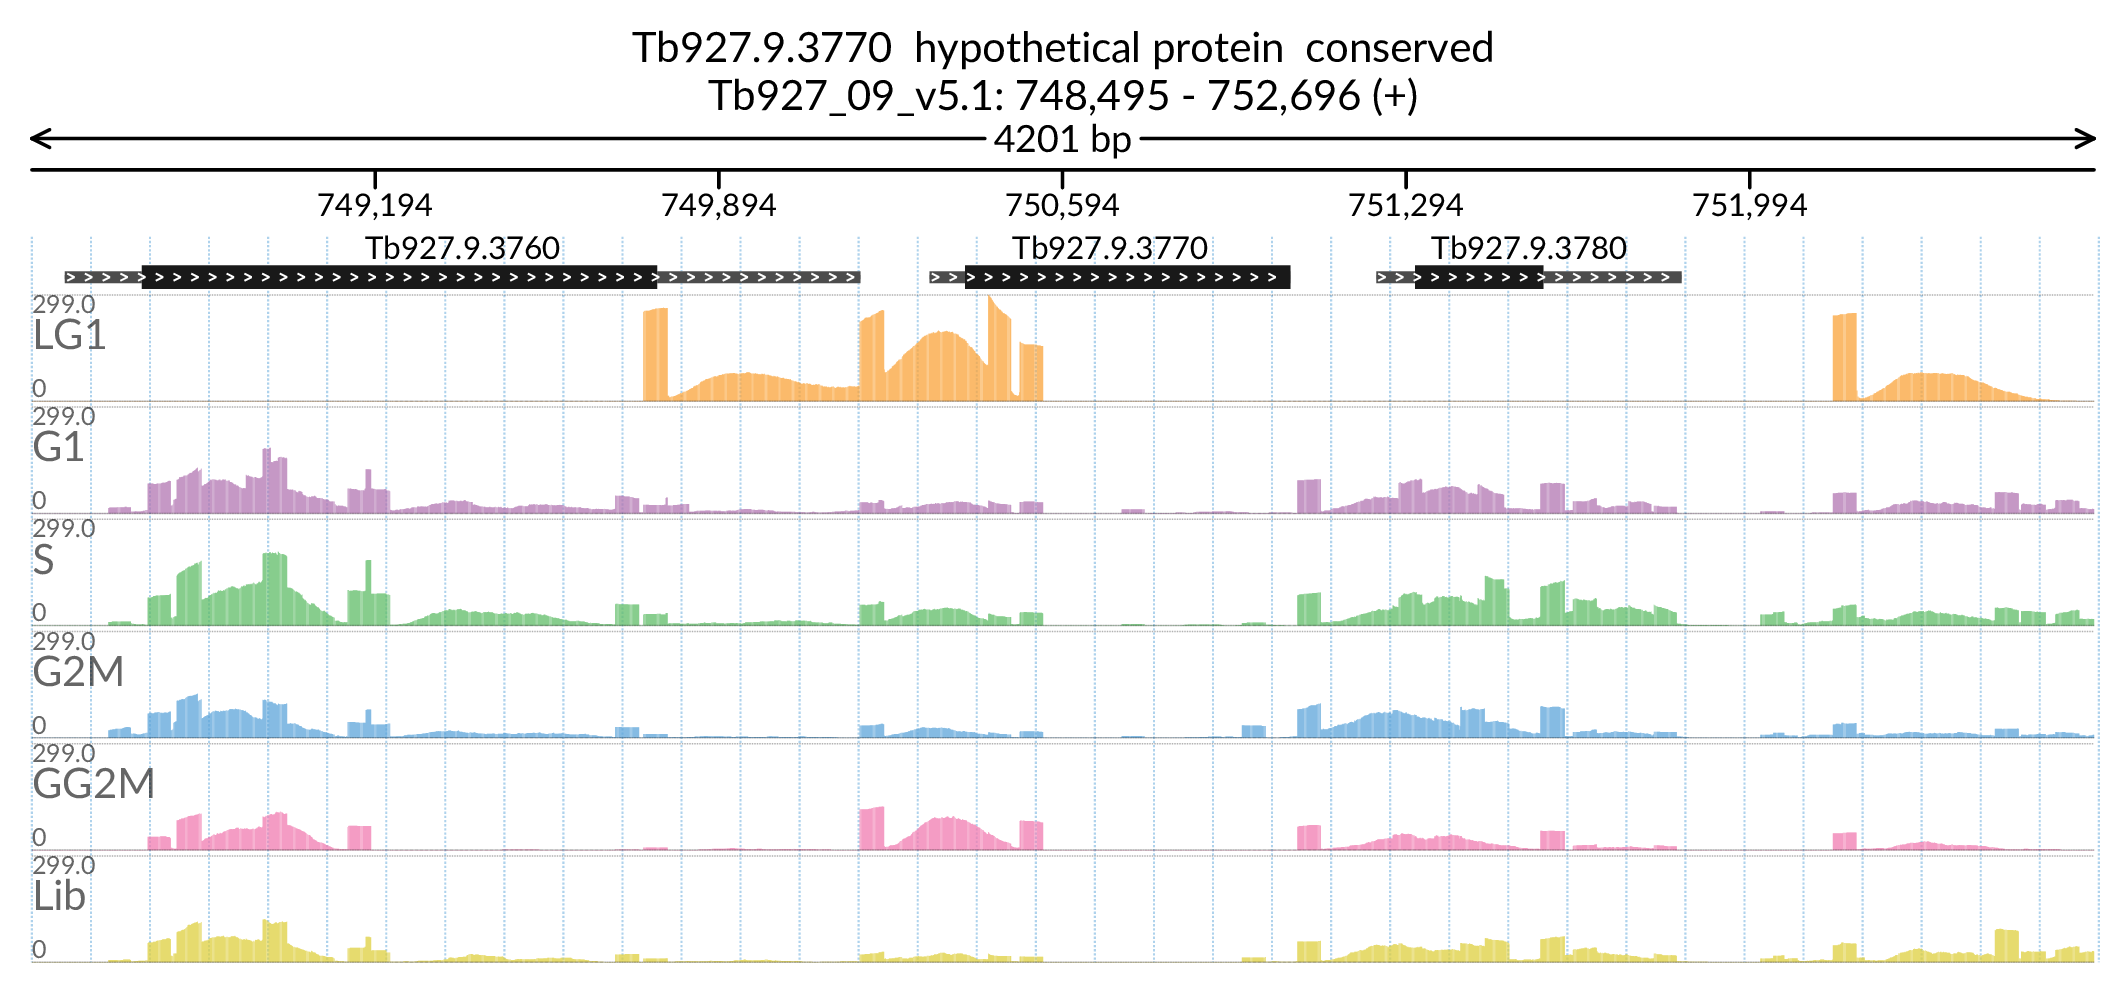 Tb927.9.3770 hypothetical protein conserved
Tb927_09_v5.1: 748,495 - 752,696 (+)
4201 bp
749,194 749,894 750,594 751,294 751,994
Tb927.9.3760 Tb927.9.3770 Tb927.9.3780
299.0
LG1
0
299.0
G1
0
299.0
S
0
299.0
G2M
0
299.0
GG2M
0
299.0
Lib
0